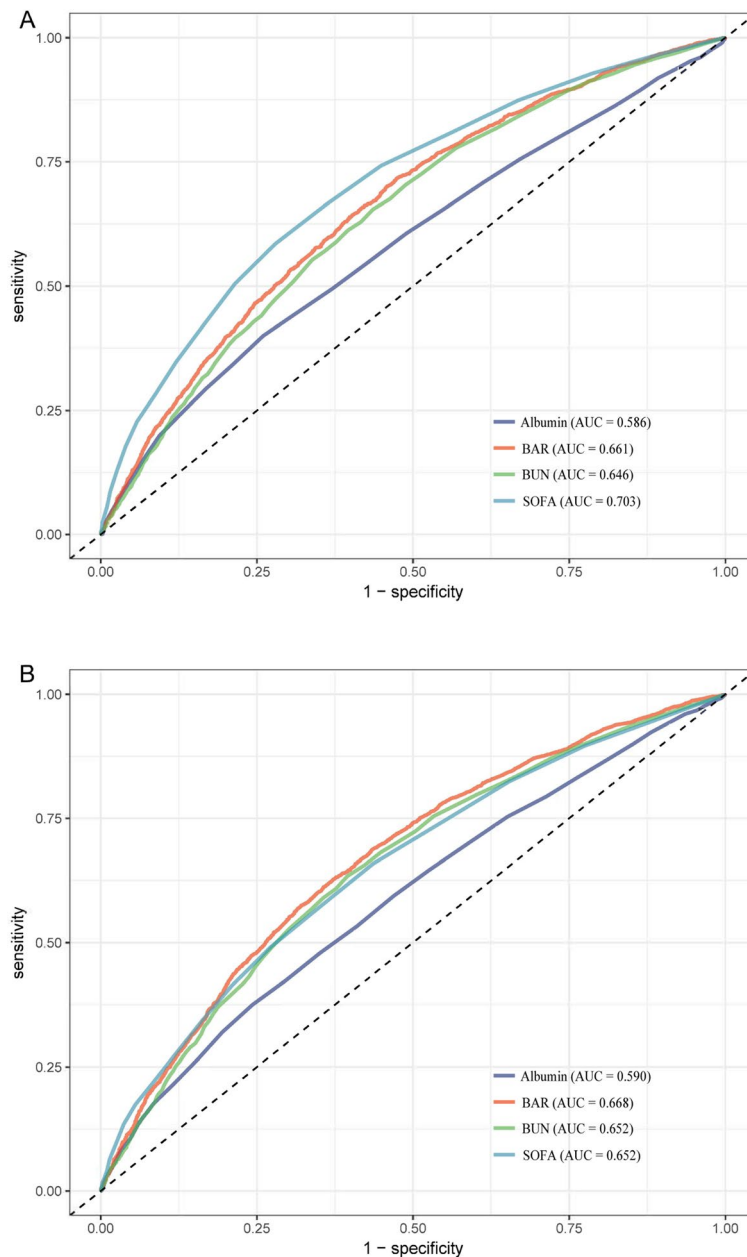 A
1.00
0.75
0.50
0.25
0.00
sensitivity
Albumin (AUC = 0.586)
BAR (AUC = 0.661)
BUN (AUC = 0.646)
SOFA (AUC = 0.703)
0.00 0.25 0.50 0.75 1.00
1 − specificity
B
1.00
0.75
0.50
0.25
0.00
sensitivity
Albumin (AUC = 0.590)
BAR (AUC = 0.668)
BUN (AUC = 0.652)
SOFA (AUC = 0.652)
0.00 0.25 0.50 0.75 1.00
1 − specificity